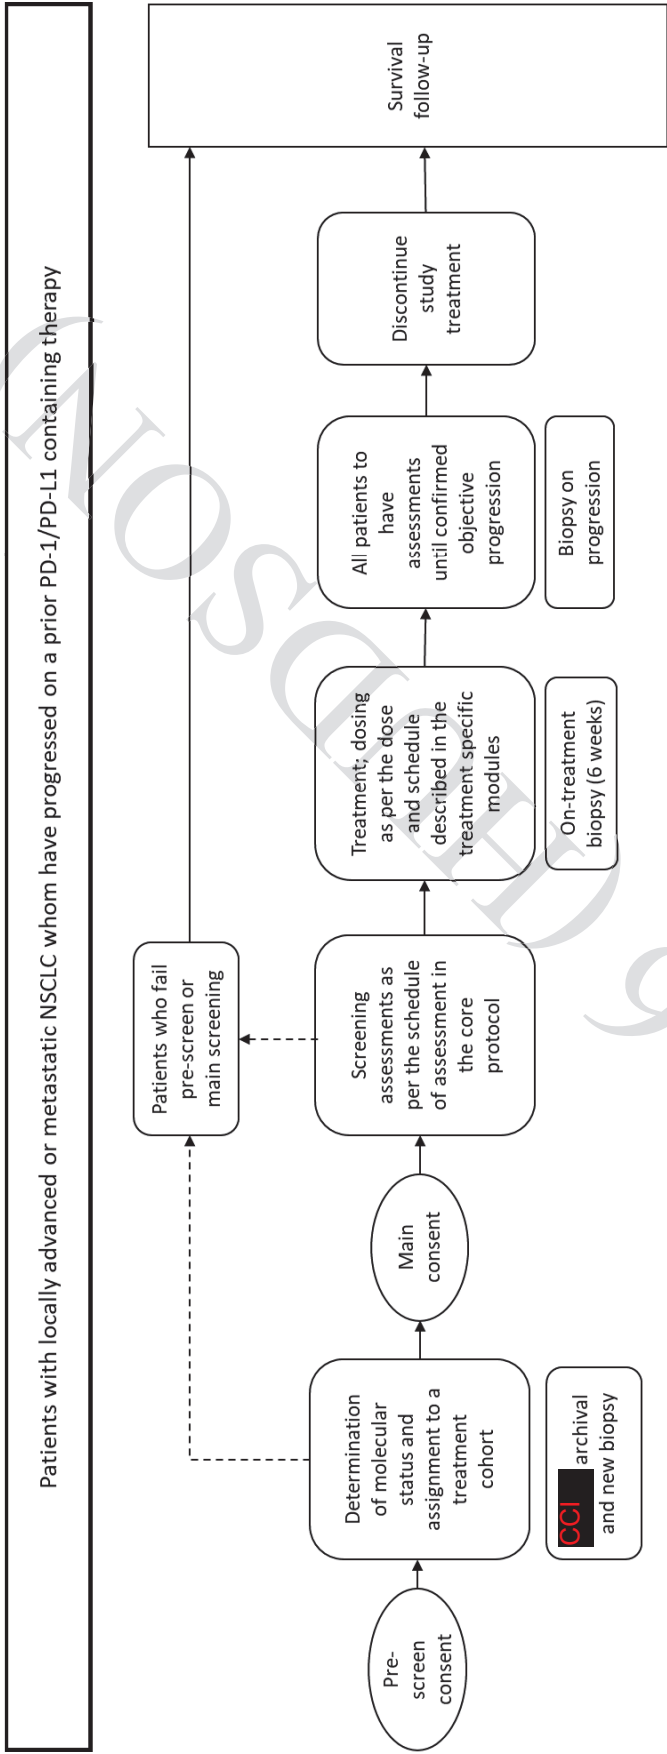 Patients with locally advanced or metastatic NSCLC whom have progressed on a prior PD-1/PD-L1 containing therapy
Pre-
screen
consent
Determination
of molecular
status and
assignment to a
treatment
cohort
CCI archival
and new biopsy
Main
consent
Screening
assessments as
per the schedule
of assessment in
the core
protocol
Patients who fail
pre-screen or
main screening
Treatment; dosing
as per the dose
and schedule
described in the
treatment specific
modules
On-treatment
biopsy (6 weeks)
All patients to
have
assessments
until confirmed
objective
progression
Biopsy on
progression
Discontinue
study
treatment
Survival
follow-up
9 (HUDSON)